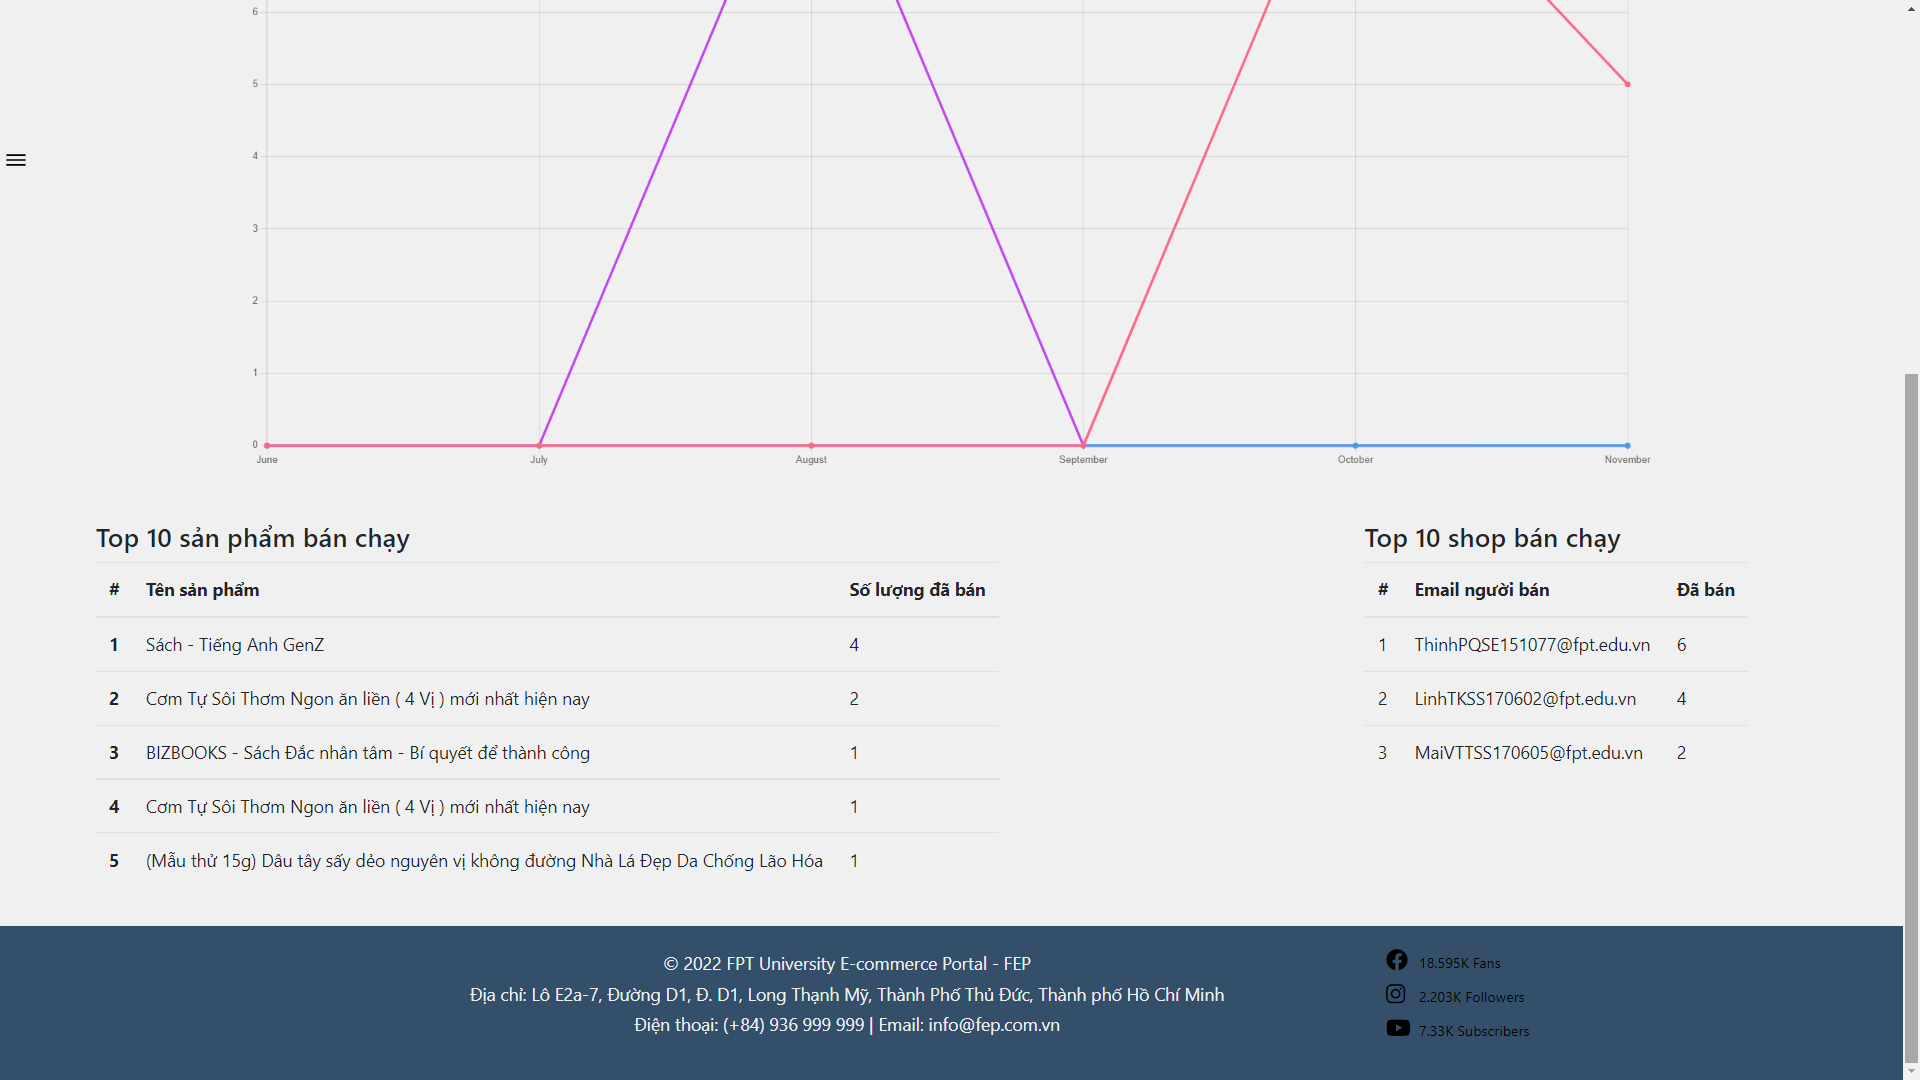 6
5
4
3
2
1
0
June July August September October November
Top 10 sản phẩm bán chạy
# Tên sản phẩm Số lượng đã bán
1 Sách - Tiếng Anh GenZ 4
2 Cơm Tự Sôi Thơm Ngon ăn liền ( 4 Vị ) mới nhất hiện nay 2
3 BIZBOOKS - Sách Đắc nhân tâm - Bí quyết để thành công 1
4 Cơm Tự Sôi Thơm Ngon ăn liền ( 4 Vị ) mới nhất hiện nay 1
5 (Mẫu thử 15g) Dâu tây sấy dẻo nguyên vị không đường Nhà Lá Đẹp Da Chống Lão Hóa 1
Top 10 shop bán chạy
# Email người bán Đã bán
1 ThinhPQSE151077@fpt.edu.vn 6
2 LinhTKSS170602@fpt.edu.vn 4
3 MaiVTTSS170605@fpt.edu.vn 2
© 2022 FPT University E-commerce Portal - FEP
Địa chỉ: Lô E2a-7, Đường D1, Đ. D1, Long Thạnh Mỹ, Thành Phố Thủ Đức, Thành phố Hồ Chí Minh
Điện thoại: (+84) 936 999 999 | Email: info@fep.com.vn
18.595K Fans
2.203K Followers
7.33K Subscribers